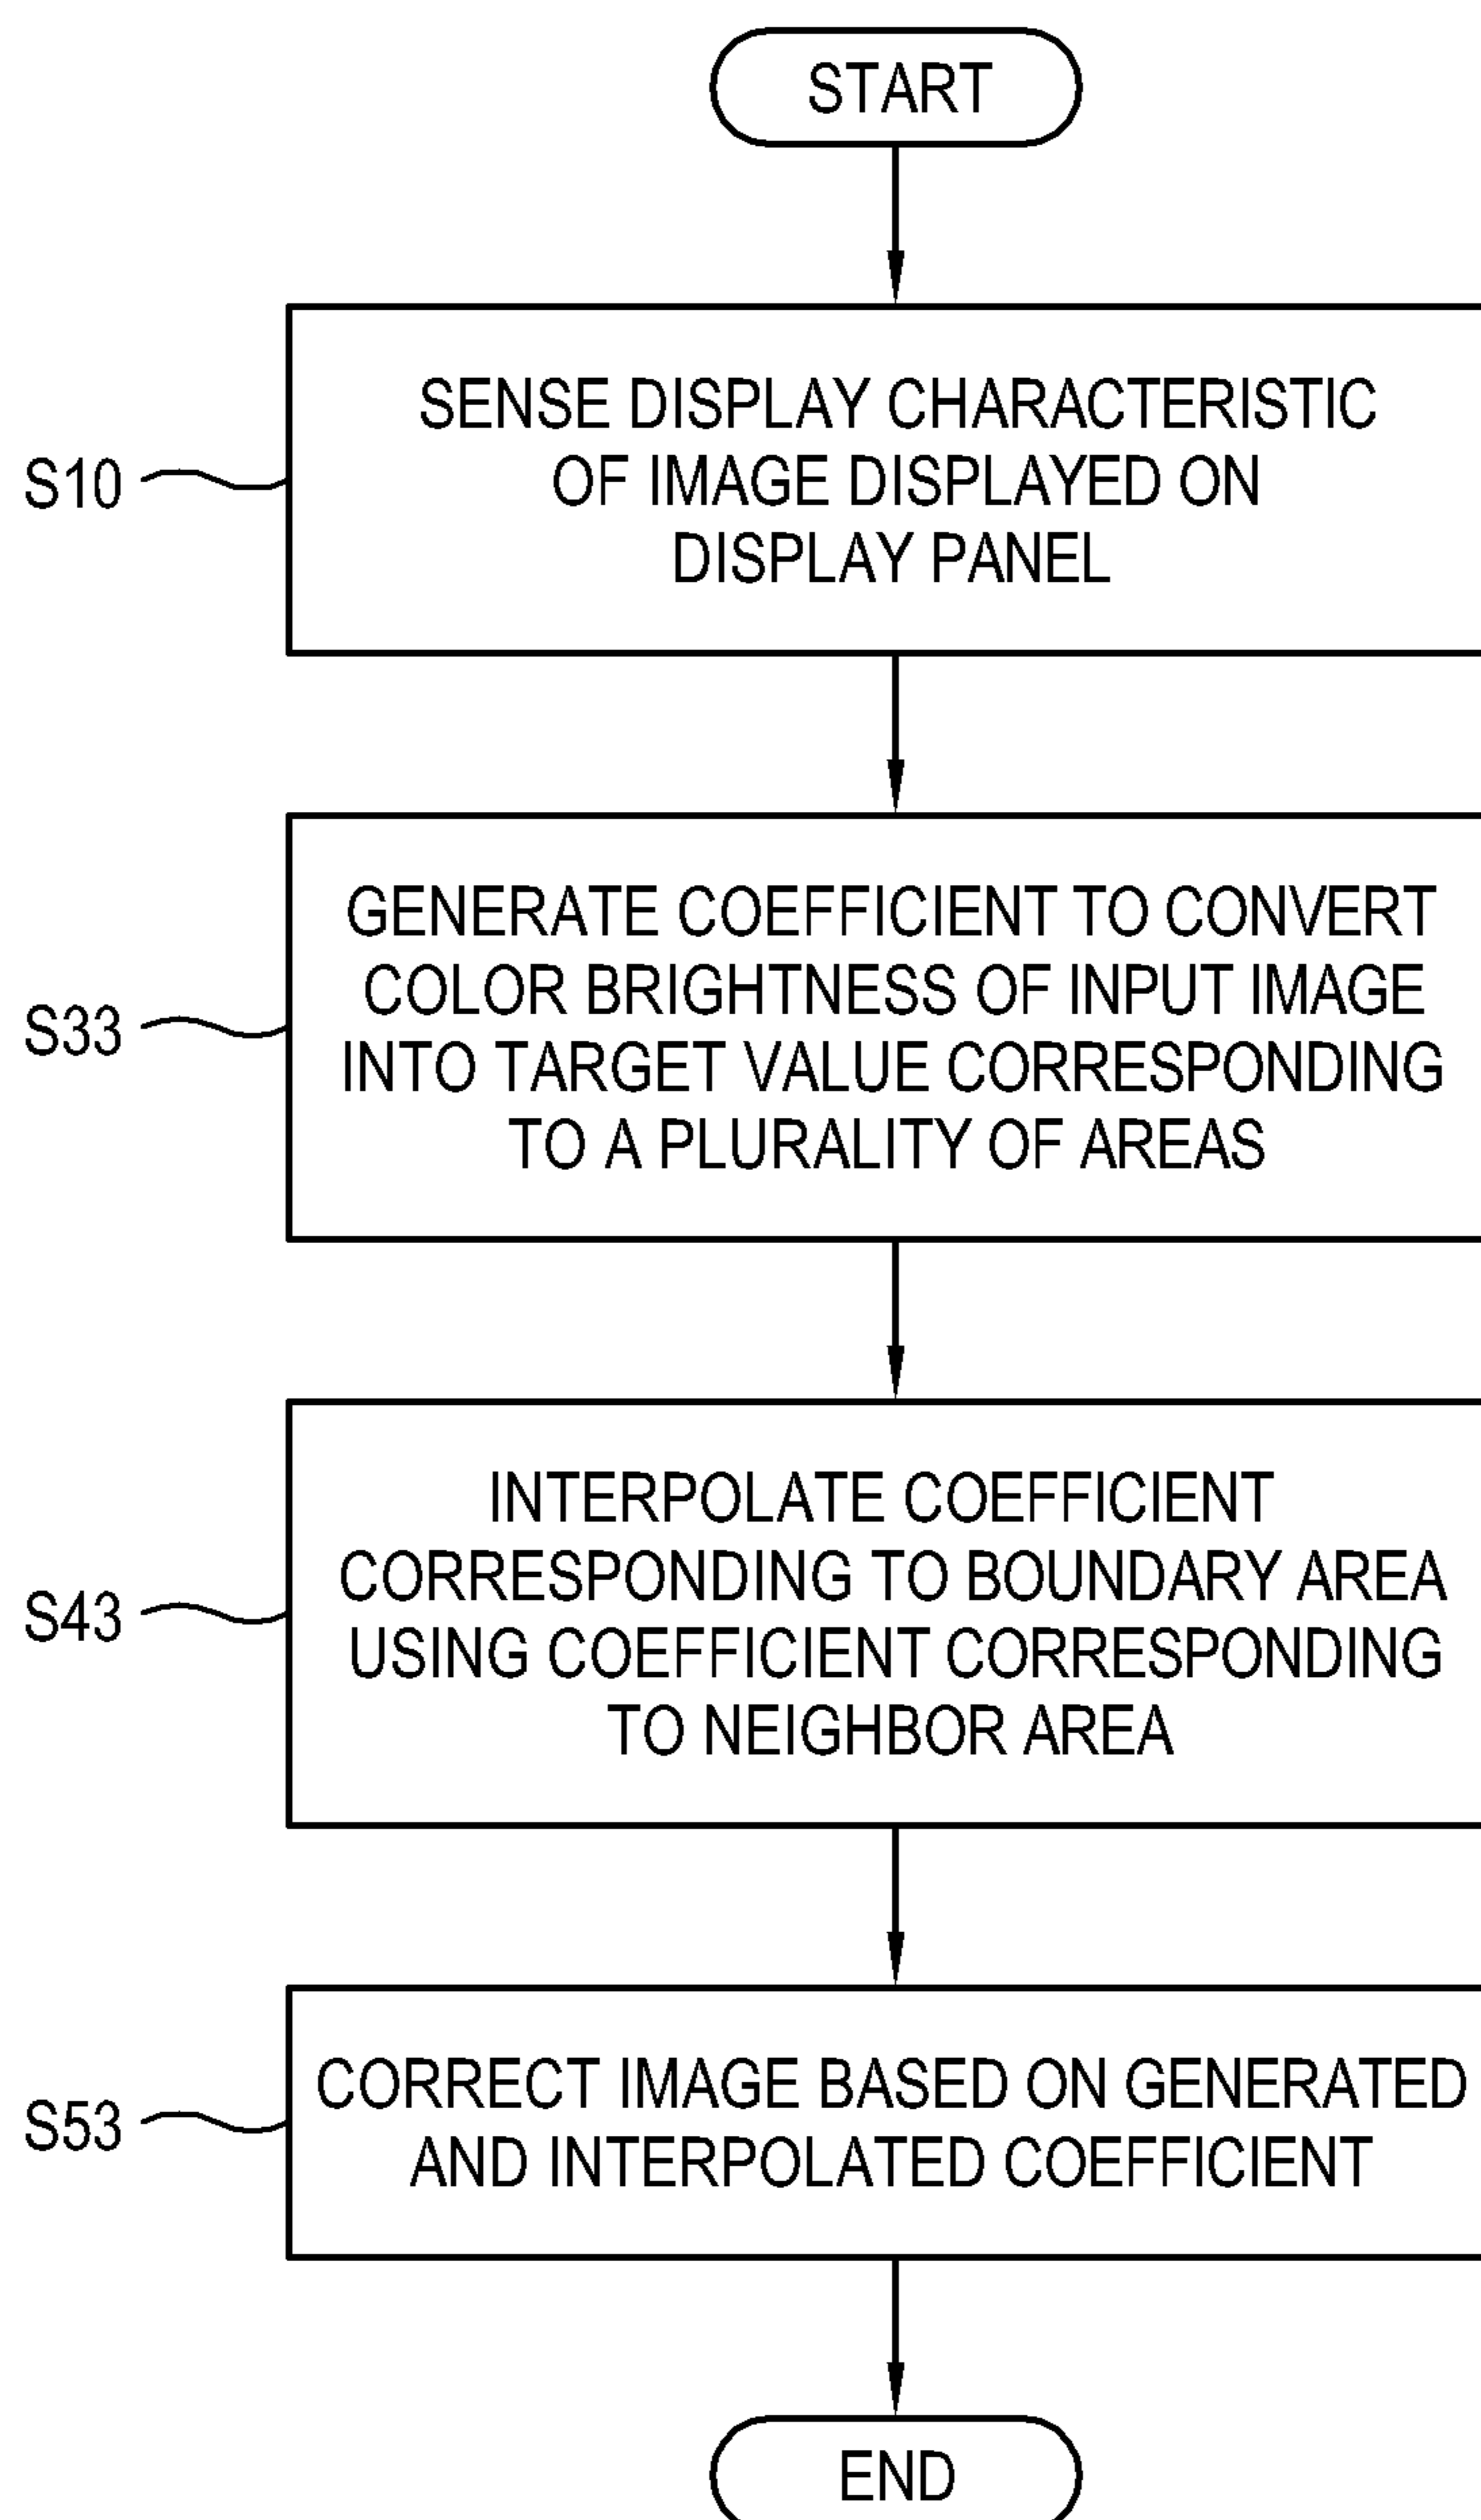 START
S10
SENSE DISPLAY CHARACTERISTIC
OF IMAGE DISPLAYED ON
DISPLAY PANEL
S33
GENERATE COEFFICIENT TO CONVERT
COLOR BRIGHTNESS OF INPUT IMAGE
INTO TARGET VALUE CORRESPONDING
TO A PLURALITY OF AREAS
S43
INTERPOLATE COEFFICIENT
CORRESPONDING TO BOUNDARY AREA
USING COEFFICIENT CORRESPONDING
TO NEIGHBOR AREA
S53
CORRECT IMAGE BASED ON GENERATED
AND INTERPOLATED COEFFICIENT
END